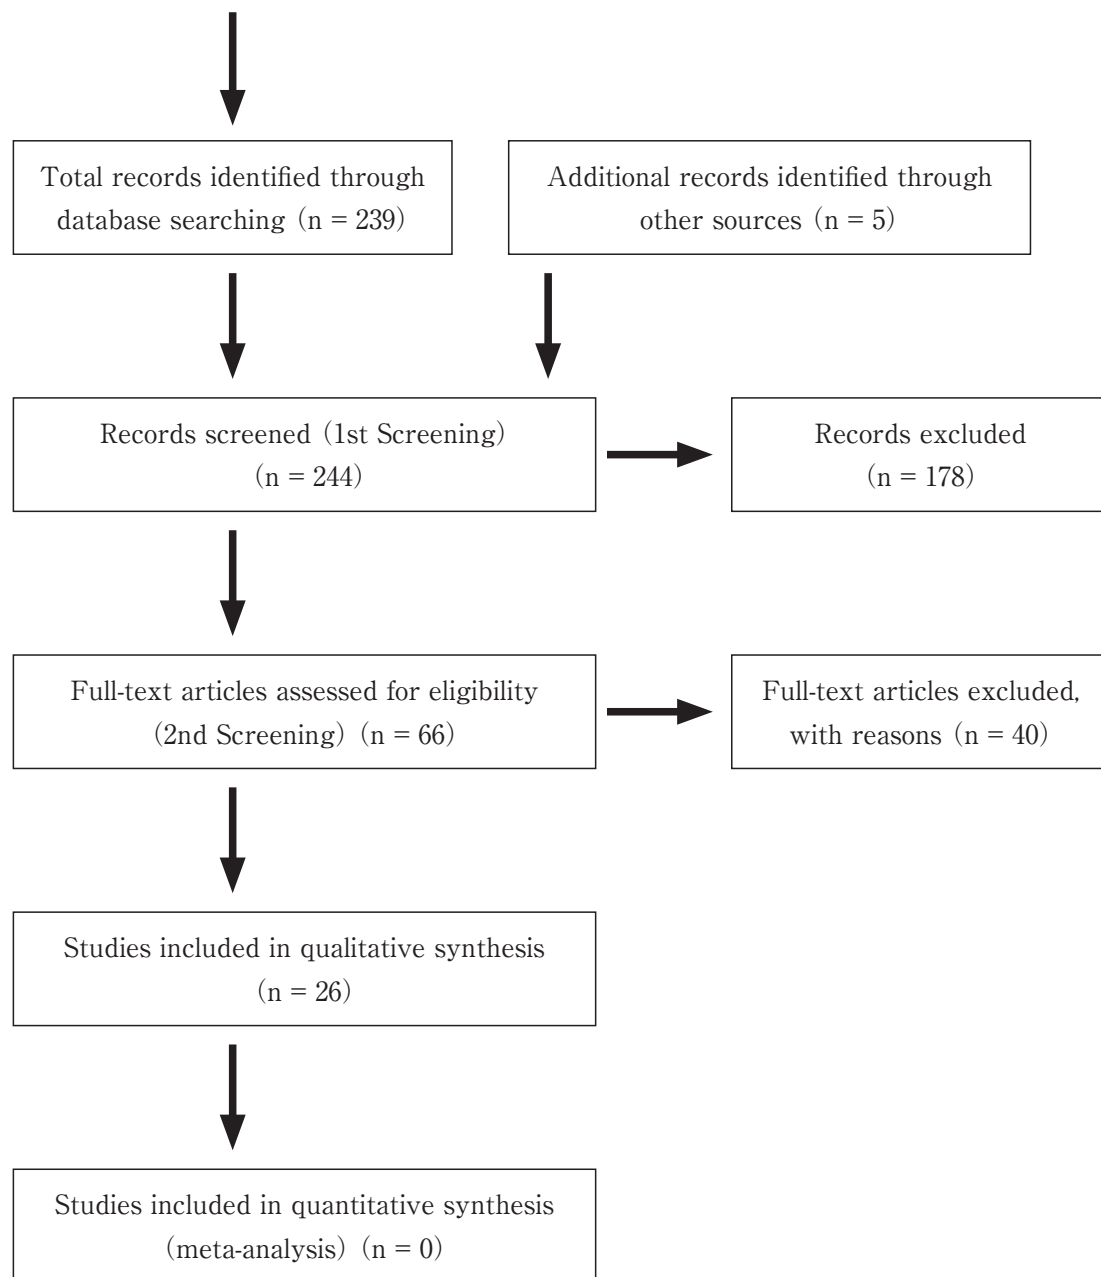 Total records identified through
database searching (n = 239)
Additional records identified through
other sources (n = 5)
Records screened (1st Screening)
(n = 244)
Records excluded
(n = 178)
Full-text articles assessed for eligibility
(2nd Screening) (n = 66)
Full-text articles excluded,
with reasons (n = 40)
Studies included in qualitative synthesis
(n = 26)
Studies included in quantitative synthesis
(meta-analysis) (n = 0)